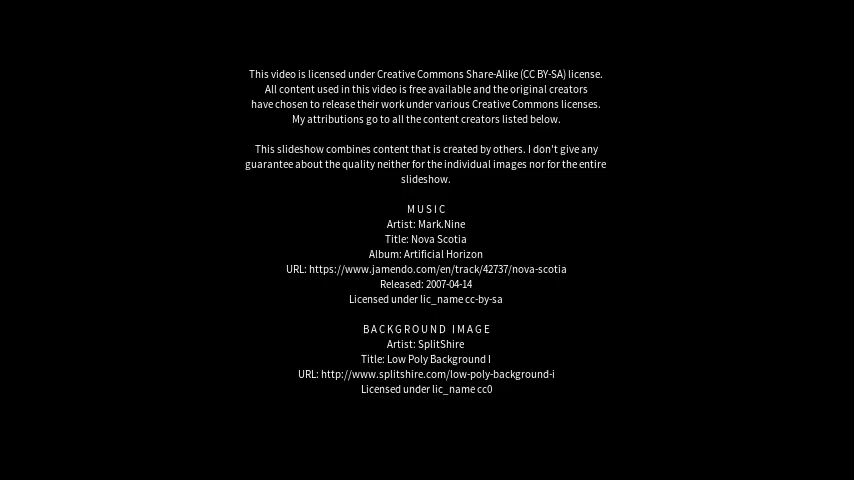 This video is licensed under Creative Commons Share-Alike (CC BY-SA) license.
All content used in this video is free available and the original creators
have chosen to release their work under various Creative Commons licenses.
My attributions go to all the content creators listed below.
This slideshow combines content that is created by others. I don't give any
guarantee about the quality neither for the individual images nor for the entire
slideshow.
MUSIC
Artist: Mark.Nine
Title: Nova Scotia
Album: Artificial Horizon
URL: https://www.jamendo.com/en/track/42737/nova-scotia
Released: 2007-04-14
Licensed under lic_name cc-by-sa
BACKGROUND IMAGE
Artist: SplitShire
Title: Low Poly Background I
URL: http://www.splitshire.com/low-poly-background-i
Licensed under lic_name cc0